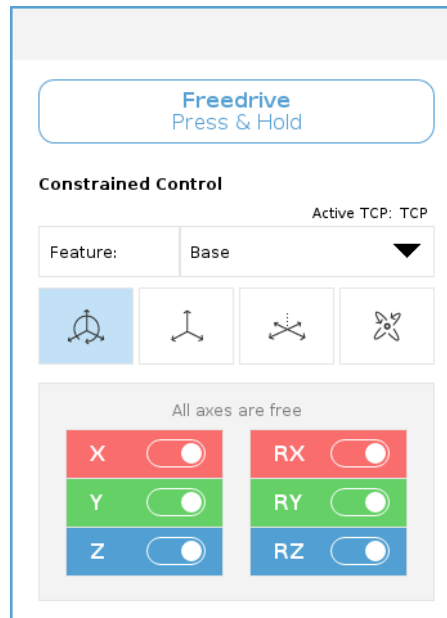 Freedrive
Press & Hold
Constrained Control
Active TCP: TCP
Feature: Base
All axes are free
X RX
Y RY
Z RZ